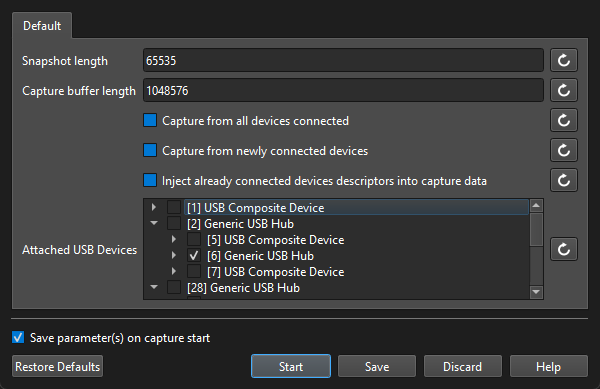 Default
Snapshot length 65535
Capture buffer length 1048576
Capture from all devices connected
Capture from newly connected devices
Inject already connected devices descriptors into capture data
[1] USB Composite Device
[2] Generic USB Hub
[5] USB Composite Device
Attached USB Devices [6] Generic USB Hub
[7] USB Composite Device
[28] Generic USB Hub
Save parameter(s) on capture start
Restore Defaults Start Save Discard Help